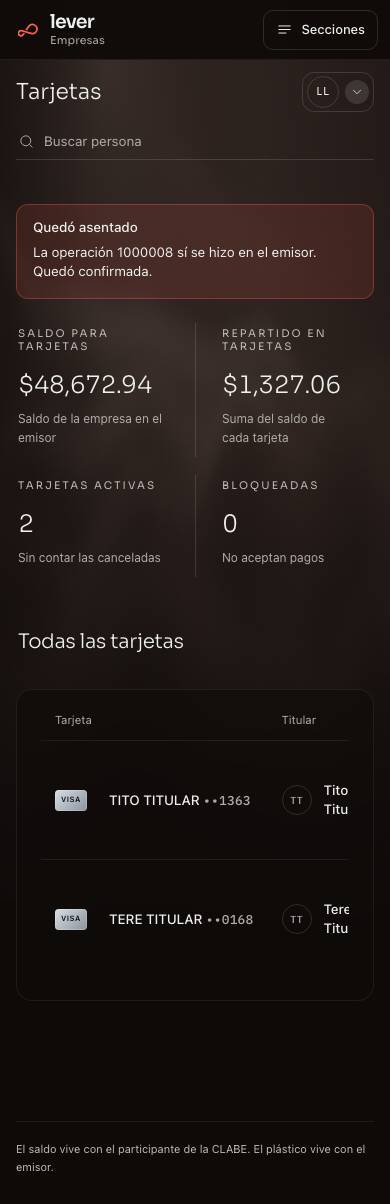 lever
Empresas
Secciones
Tarjetas
LL
Buscar persona
Quedó asentado
La operación 1000008 sí se hizo en el emisor.
Quedó confirmada.
SALDO PARA
TARJETAS
$48,672.94
Saldo de la empresa en el
emisor
REPARTIDO EN
TARJETAS
$1,327.06
Suma del saldo de
cada tarjeta
TARJETAS ACTIVAS
2
Sin contar las canceladas
BLOQUEADAS
0
No aceptan pagos
Todas las tarjetas
Tarjeta Titular
VISA TITO TITULAR ••1363 TT Tito
Titu
VISA TERE TITULAR ••0168 TT Tere
Titu
El saldo vive con el participante de la CLABE. El plástico vive con el
emisor.